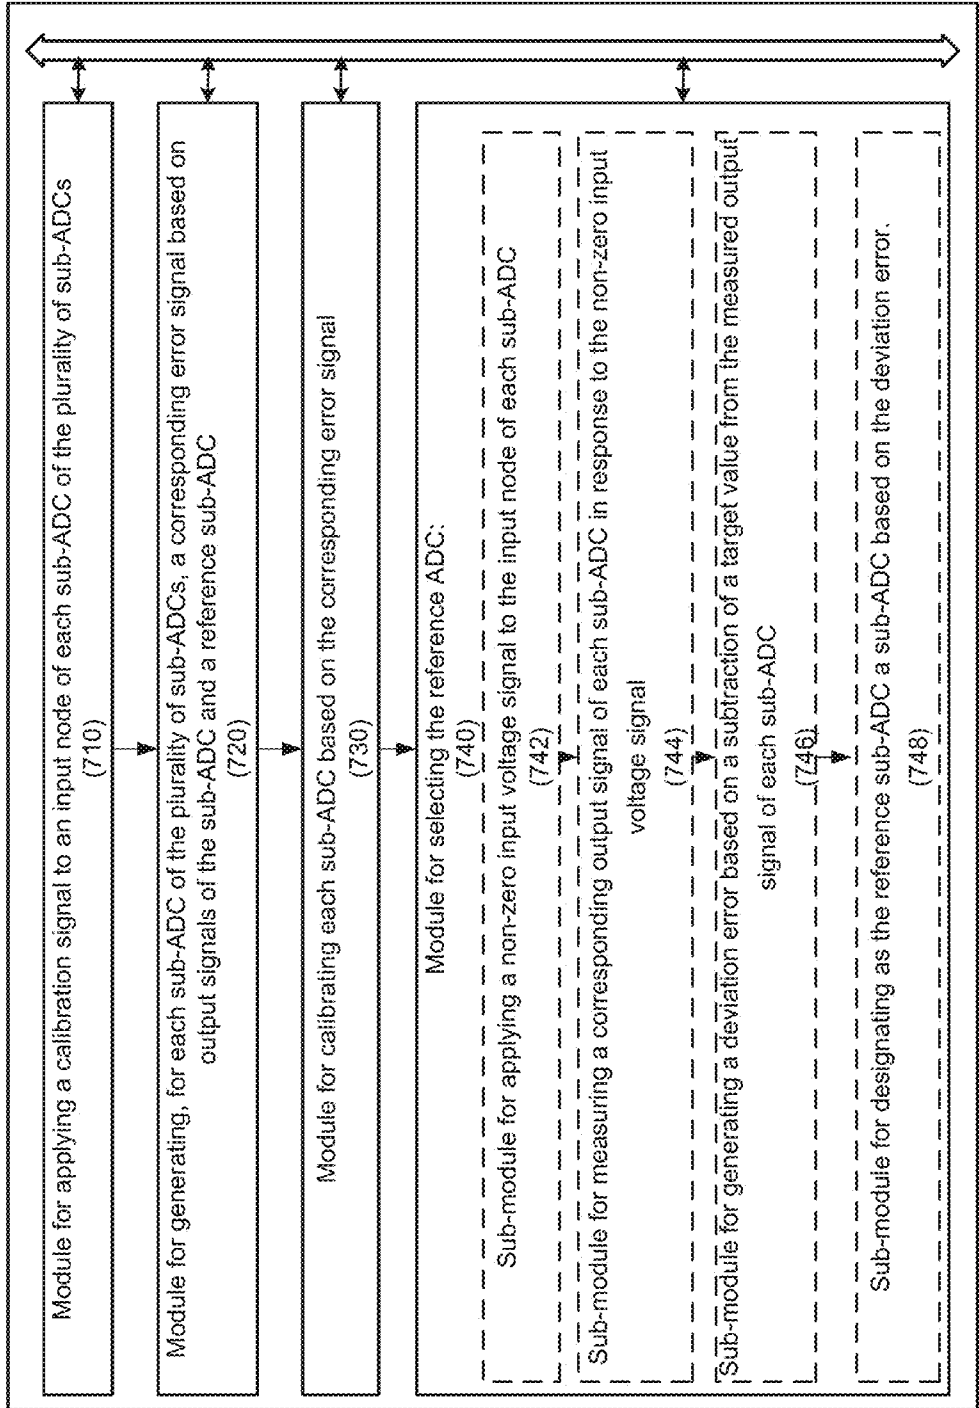 Module for applying a calibration signal to an input node of each sub-ADC of the plurality of sub-ADCs
(710)
Module for generating, for each sub-ADC of the plurality of sub-ADCs, a corresponding error signal based on
output signals of the sub-ADC and a reference sub-ADC
(720)
Module for calibrating each sub-ADC based on the corresponding error signal
(730)
Module for selecting the reference ADC:
(740)
Sub-module for applying a non-zero input voltage signal to the input node of each sub-ADC
(742)
Sub-module for measuring a corresponding output signal of each sub-ADC in response to the non-zero input
voltage signal
(744)
Sub-module for generating a deviation error based on a subtraction of a target value from the measured output
signal of each sub-ADC
(746)
Sub-module for designating as the reference sub-ADC a sub-ADC based on the deviation error.
(748)